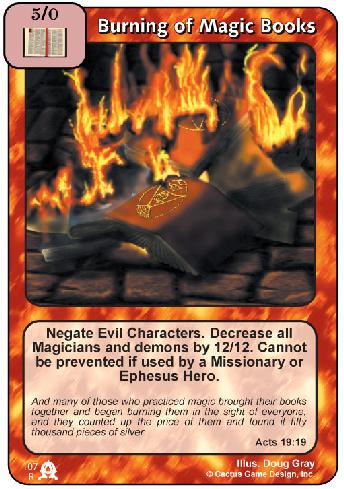 5/0
Burning of Magic Books
Negate Evil Characters. Decrease all
Magicians and demons by 12/12. Cannot
be prevented if used by a Missionary or
Ephesus Hero.
And many of those who practiced magic brought their books
together and began burning them in the sight of everyone,
and they counted up the price of them and found it fifty
thousand pieces of silver
Acts 19:19
07
R
Illus. Doug Gray
© Cactus Game Design, Inc.